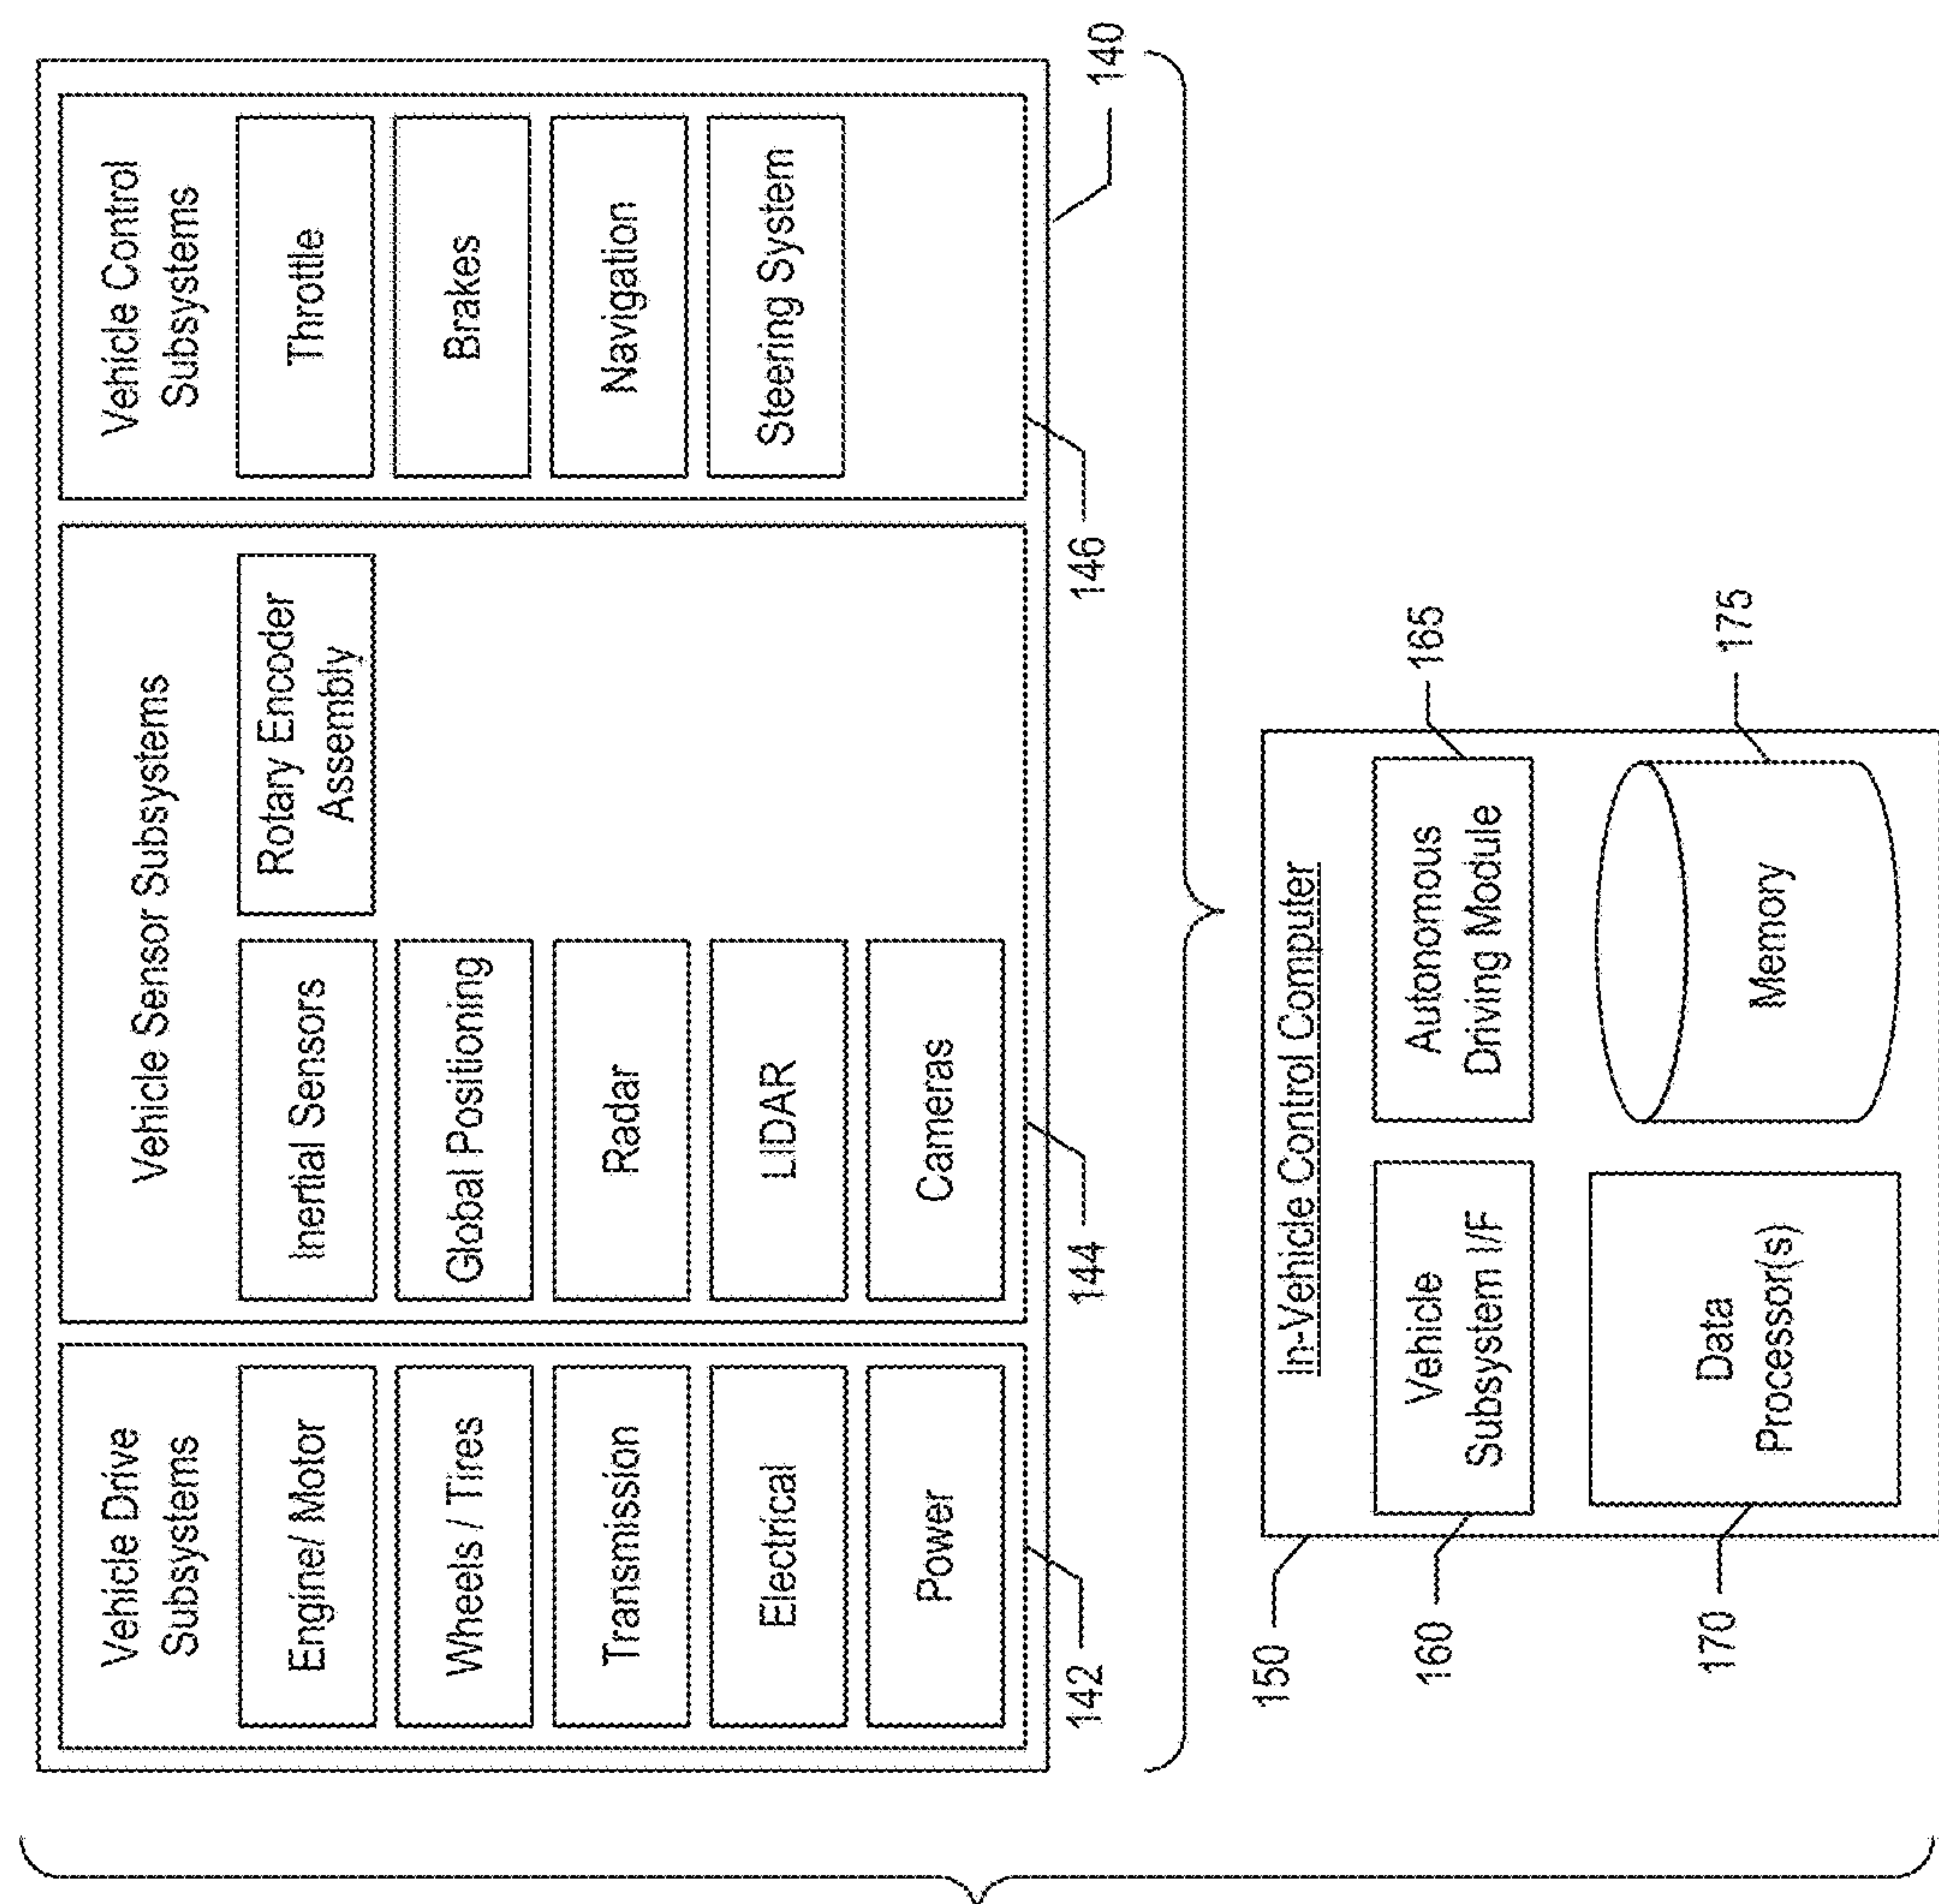 Vehicle Drive
Subsystems
Engine/ Motor
Wheels / Tires
Transmission
Electrical
Power
142
Vehicle Sensor Subsystems
Inertial Sensors
Global Positioning
Radar
LIDAR
Cameras
Rotary Encoder
Assembly
144
Vehicle Control
Subsystems
Throttle
Brakes
Navigation
Steering System
146
140
In-Vehicle Control Computer
150
Vehicle
Subsystem I/F
160
Autonomous
Driving Module
165
Data
Processor(s)
170
Memory
175